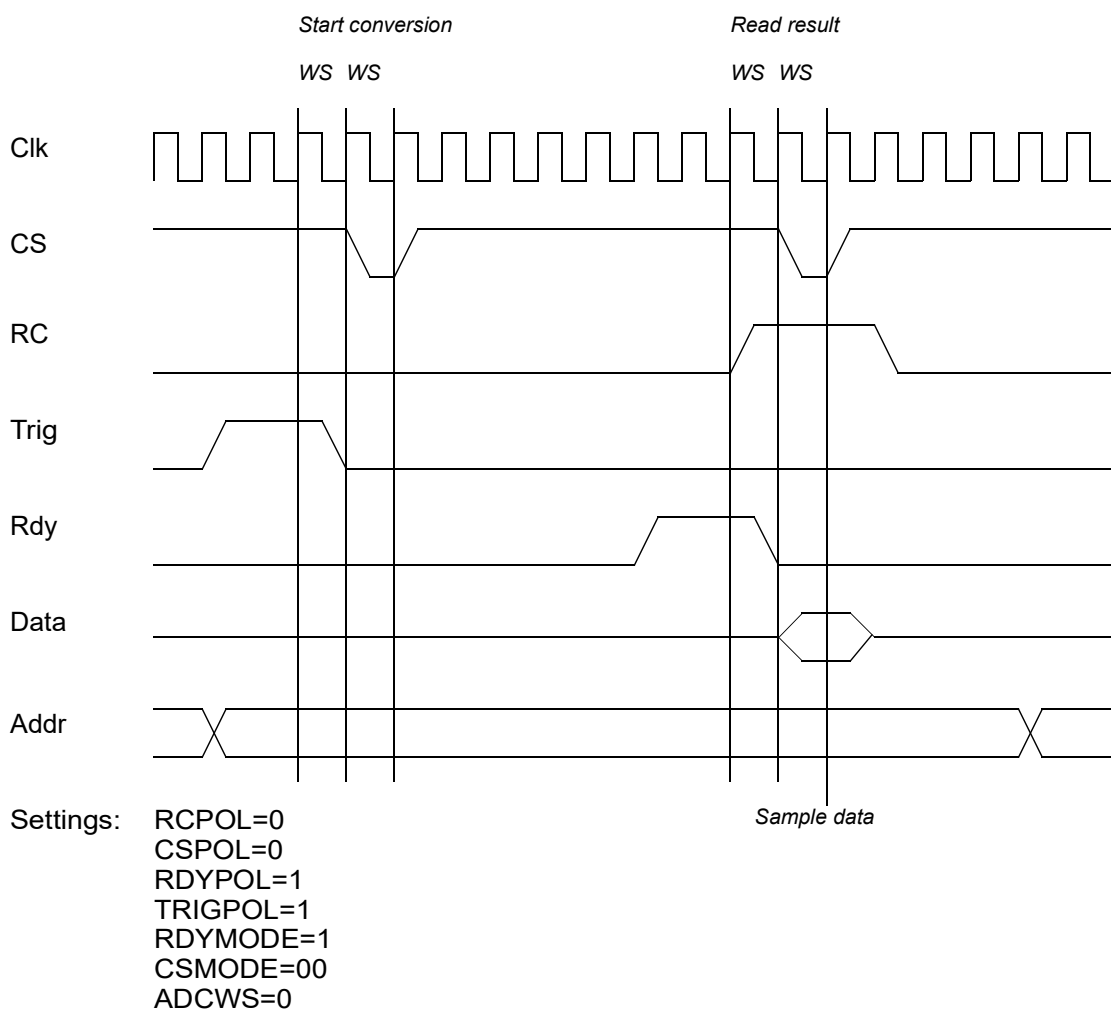 Start conversion Read result
WS WS WS WS
Clk
CS
RC
Trig
Rdy
Data
Addr
Sample data
Settings: RCPOL=0
CSPOL=0
RDYPOL=1
TRIGPOL=1
RDYMODE=1
CSMODE=00
ADCWS=0